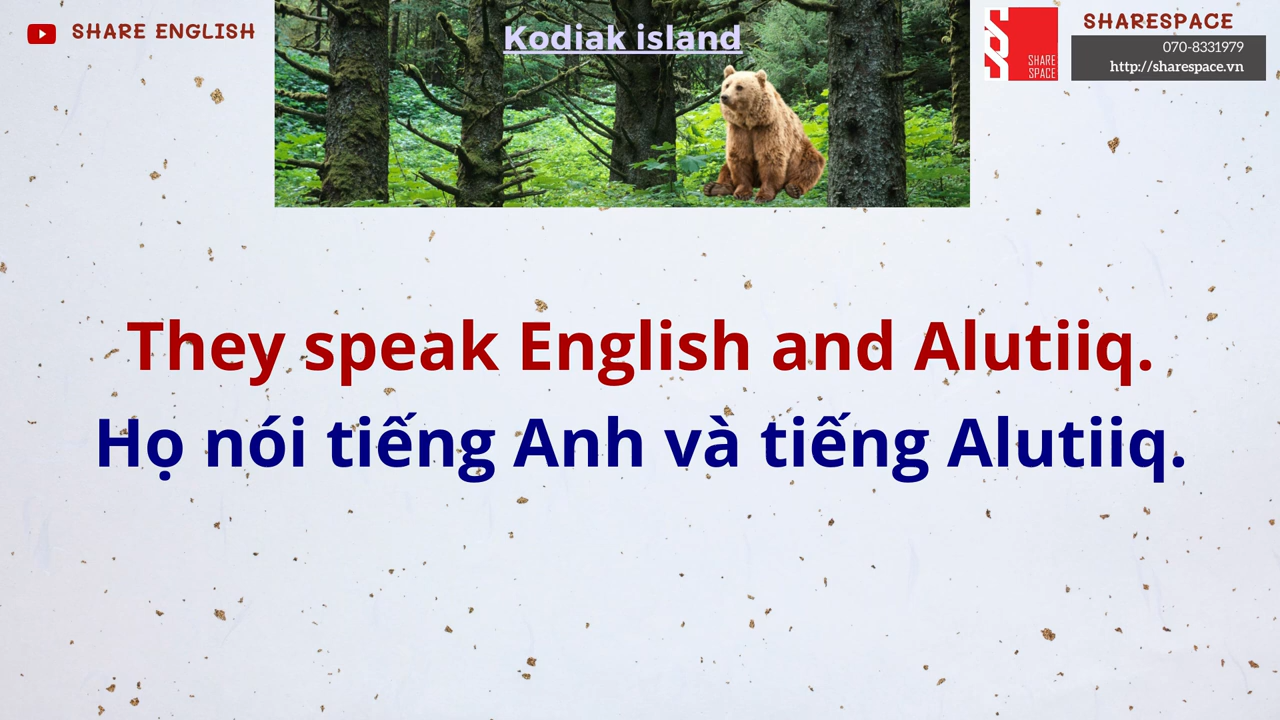 SHARE ENGLISH
Kodiak island
SHARE
SPACE
SHARESPACE
070-8331979
http://sharespace.vn
They speak English and Alutiiq.
Họ nói tiếng Anh và tiếng Alutiiq.